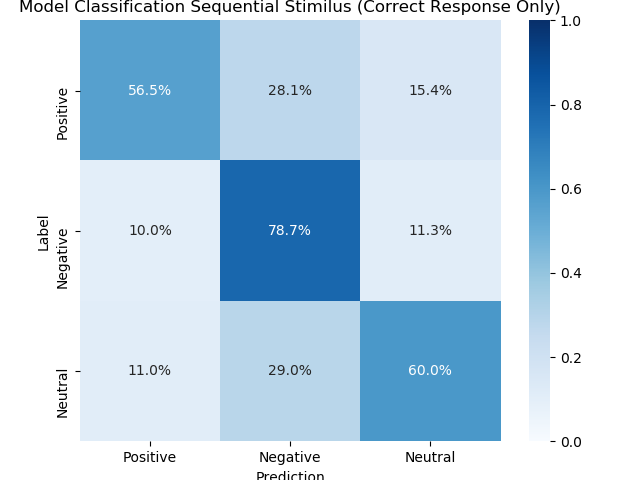 Model Classification Sequential Stimilus (Correct Response Only)
1.0
Positive
56.5%
28.1%
15.4%
0.8
Label
Negative
10.0%
78.7%
11.3%
0.6
0.4
Neutral
11.0%
29.0%
60.0%
0.2
0.0
Positive
Negative
Neutral
Prediction